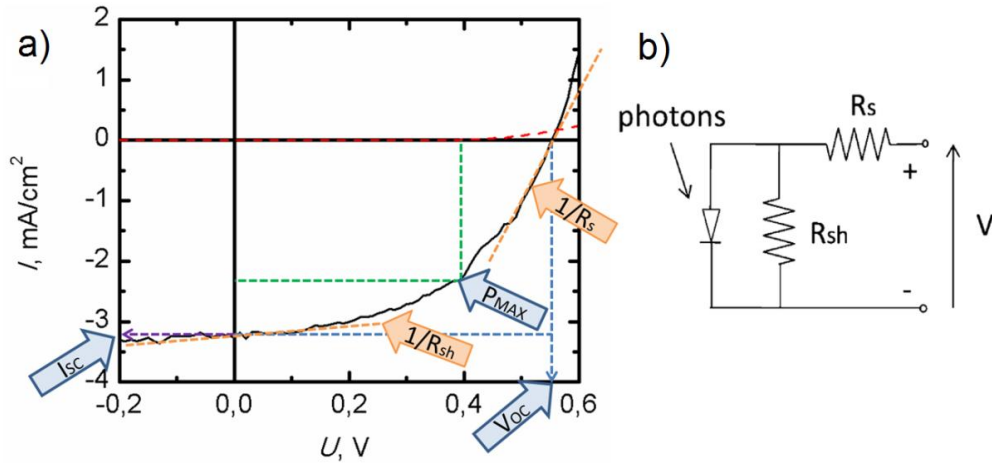 a)
2
1
0
-1
-2
-3
-4
I, mA/cm²
-0,2
0,0
0,2
0,4
0,6
U, V
1/Rs
PMAX
1/Rsh
ISC
VOC
b)
photons
Rs
Rsh
+
-
V